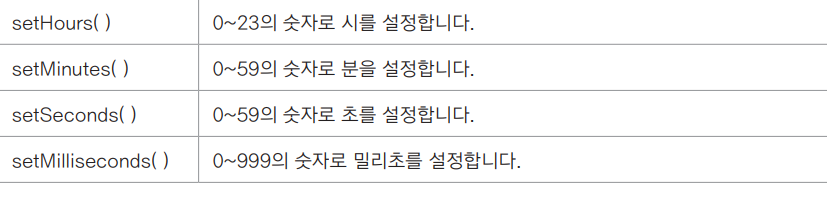 setHours( ) 0~23의 숫자로 시를 설정합니다.
setMinutes( ) 0~59의 숫자로 분을 설정합니다.
setSeconds( ) 0~59의 숫자로 초를 설정합니다.
setMilliseconds( ) 0~999의 숫자로 밀리초를 설정합니다.